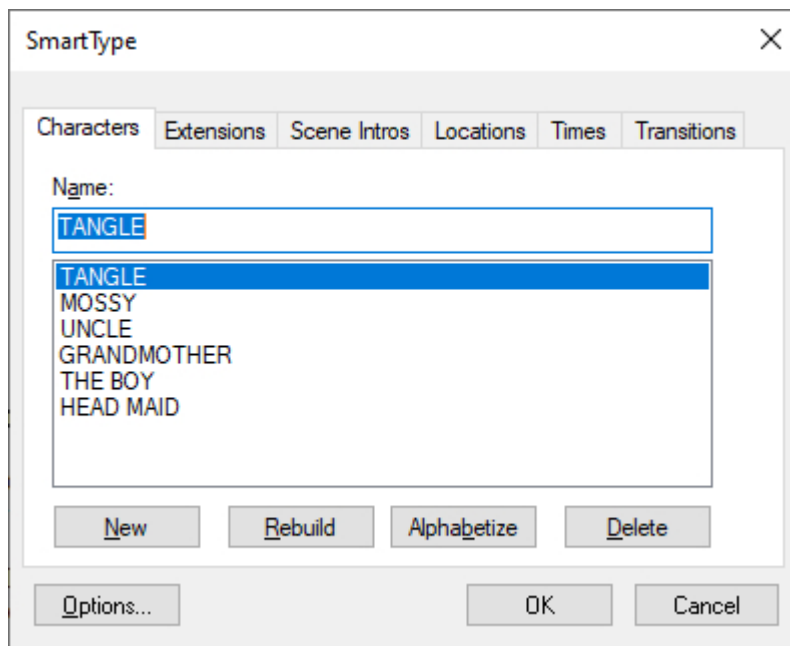 SmartType
Characters Extensions Scene Intros Locations Times Transitions
Name:
TANGLE
TANGLE
MOSSY
UNCLE
GRANDMOTHER
THE BOY
HEAD MAID
New Rebuild Alphabetize Delete
Options... OK Cancel